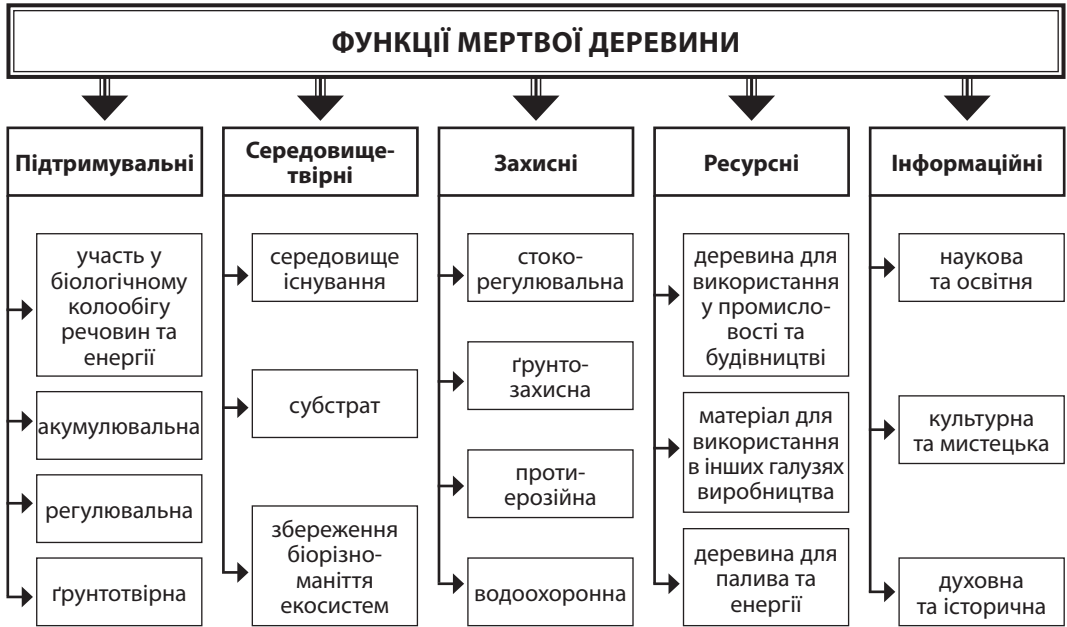 ФУНКЦІЇ МЕРТВОЇ ДЕРЕВИНИ
Підтримувальні
участь у
біологічному
колообігу
речовин та
енергії
акумулювальна
регулювальна
ґрунтотвірна
Середовище-
твірні
середовище
існування
субстрат
збереження
біорізно-
маніття
екосистем
Захисні
стоко-
регулювальна
ґрунто-
захисна
проти-
ерозійна
водоохоронна
Ресурсні
деревина для
використання
у промисло-
вості та
будівництві
матеріал для
використання
в інших галузях
виробництва
деревина для
палива та
енергії
Інформаційні
наукова
та освітня
культурна
та мистецька
духовна
та історична